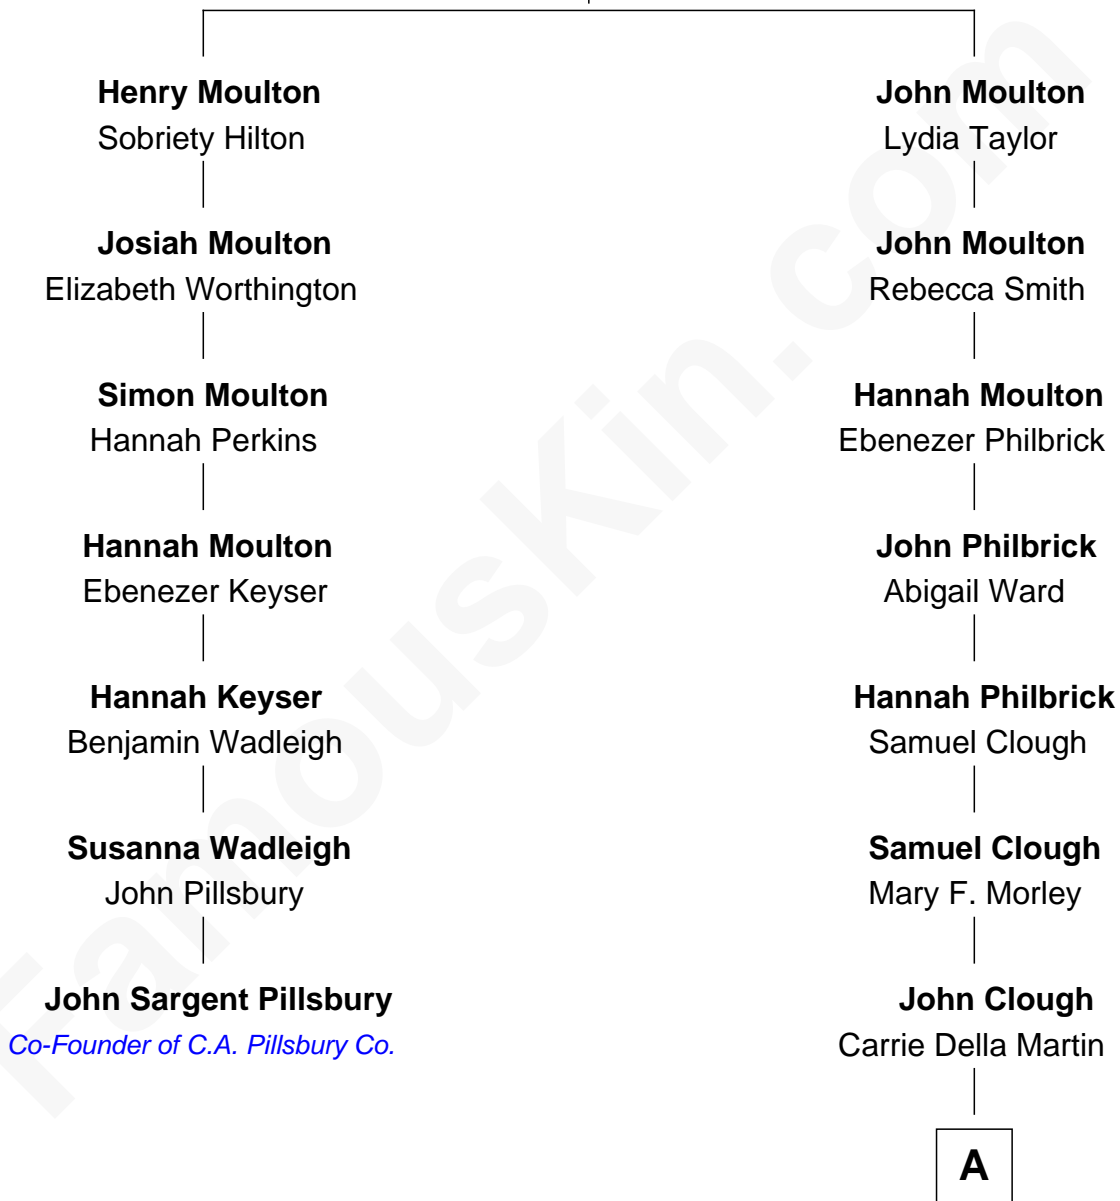 Henry Moulton
Sobriety Hilton
Josiah Moulton
Elizabeth Worthington
Simon Moulton
Hannah Perkins
Hannah Moulton
Ebenezer Keyser
Hannah Keyser
Benjamin Wadleigh
Susanna Wadleigh
John Pillsbury
John Sargent Pillsbury
Co-Founder of C.A. Pillsbury Co.
John Moulton
Lydia Taylor
John Moulton
Rebecca Smith
Hannah Moulton
Ebenezer Philbrick
John Philbrick
Abigail Ward
Hannah Philbrick
Samuel Clough
Samuel Clough
Mary F. Morley
John Clough
Carrie Della Martin
A
FamousKin.com